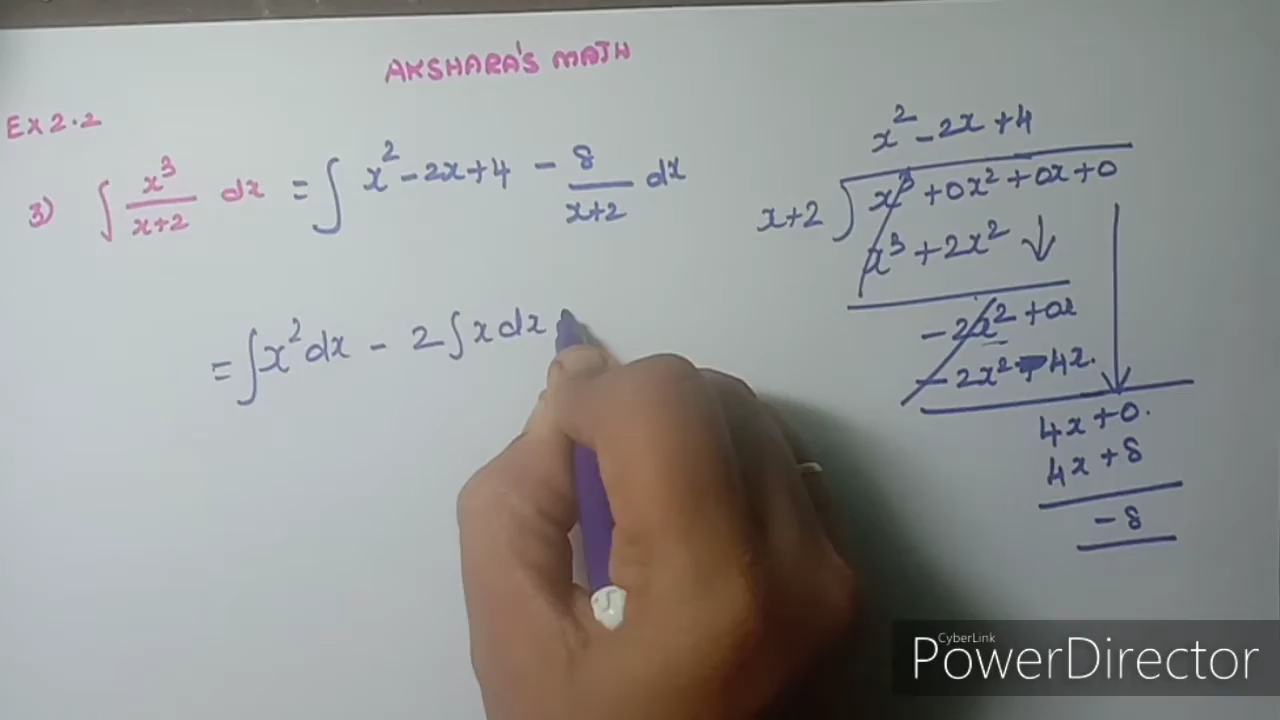 AKSHARA'S MATH
Ex 2.2
3) ∫ x³/(x+2) dx = ∫ x² - 2x + 4 - 8/(x+2) dx
= ∫ x² dx - 2 ∫ x dx
x² - 2x + 4
x+2 ) x³ + 0x² + 0x + 0
x³ + 2x² ↓
- 2x² + 0x
- 2x² - 4x.
4x + 0.
4x + 8
- 8
CyberLink
PowerDirector